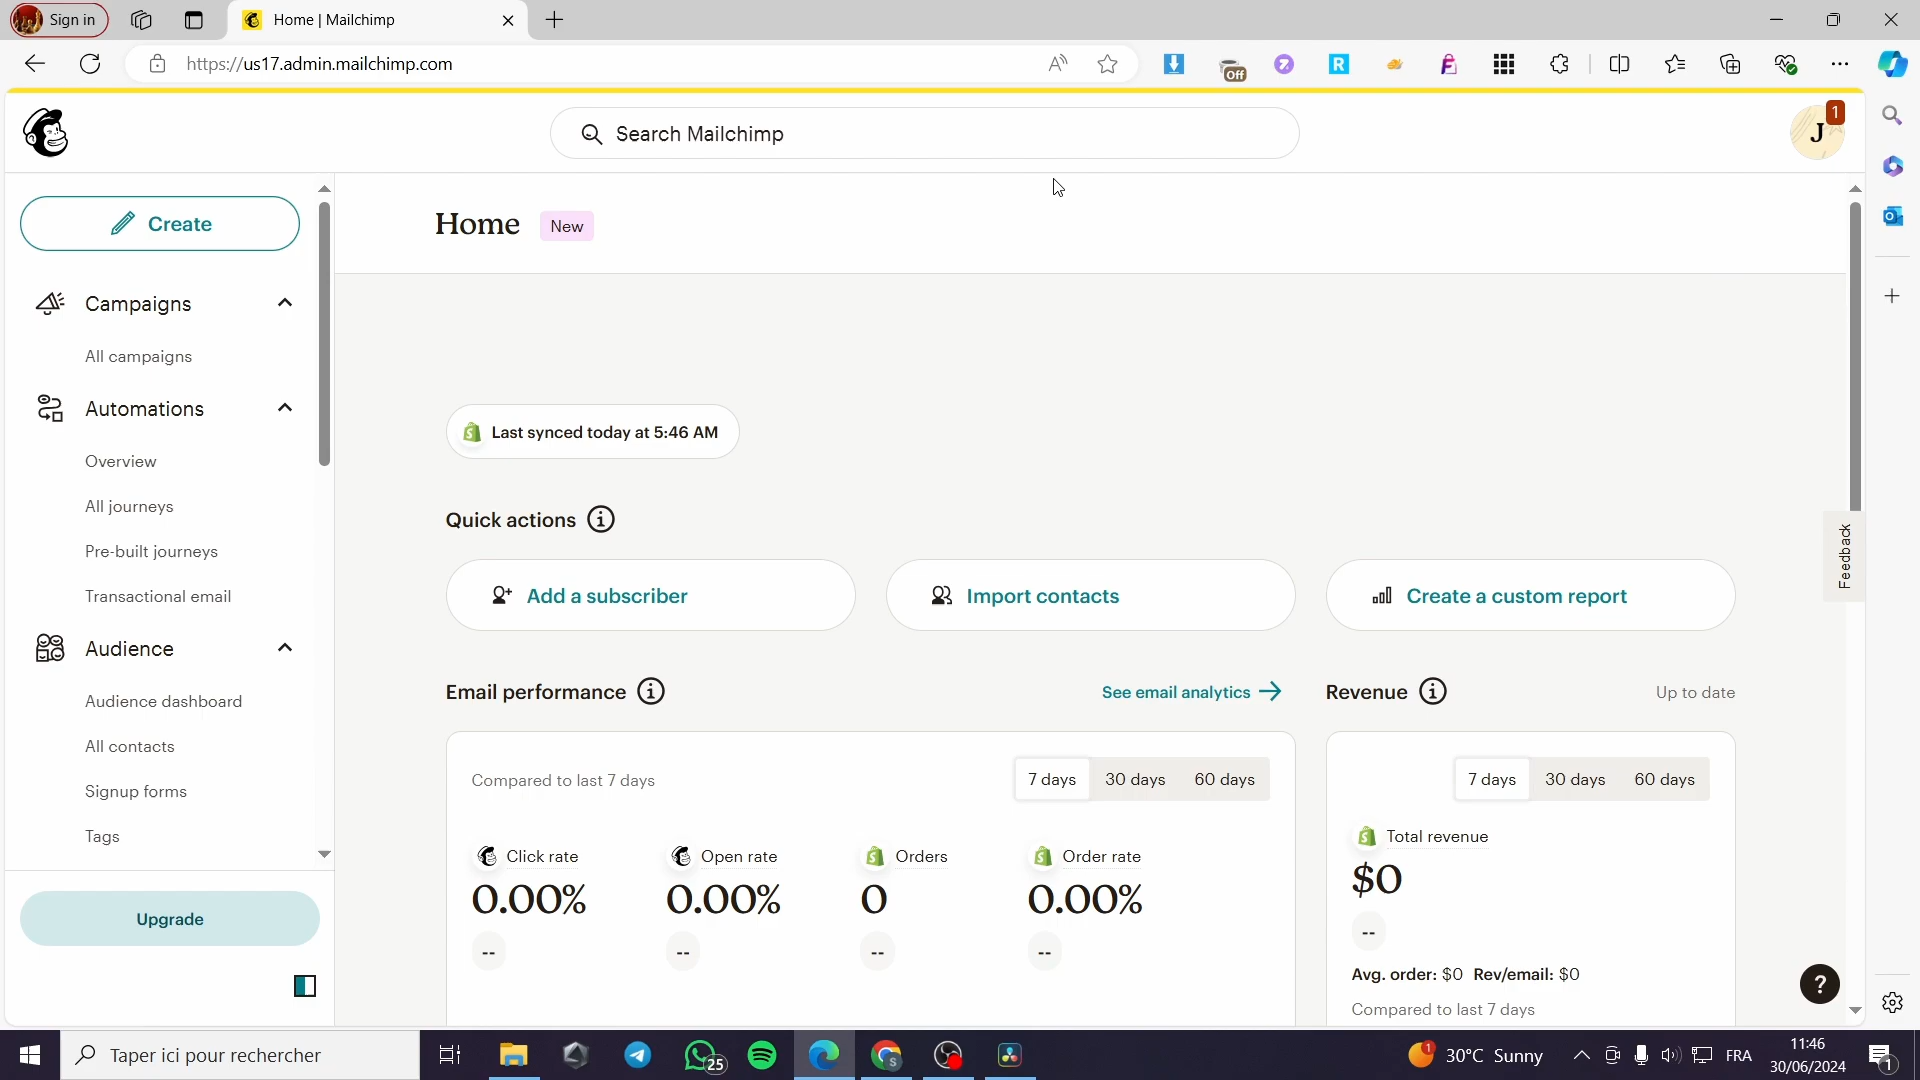 Sign in
Home | Mailchimp
https://us17.admin.mailchimp.com
Off
Search Mailchimp
1
J
Create
Home
New
Campaigns
All campaigns
Automations
Last synced today at 5:46 AM
Overview
All journeys
Quick actions
Pre-built journeys
Feedback
Transactional email
Add a subscriber
Import contacts
Create a custom report
Audience
Audience dashboard
Email performance
See email analytics
Revenue
Up to date
All contacts
Signup forms
Compared to last 7 days
7 days 30 days 60 days
7 days 30 days 60 days
Tags
Click rate
Open rate
Orders
Order rate
Total revenue
0.00%
0.00%
0
0.00%
$0
Upgrade
--
--
--
--
--
Avg. order: $0 Rev/email: $0
Compared to last 7 days
?
Taper ici pour rechercher
25
1
30°C Sunny
FRA
11:46
30/06/2024
1